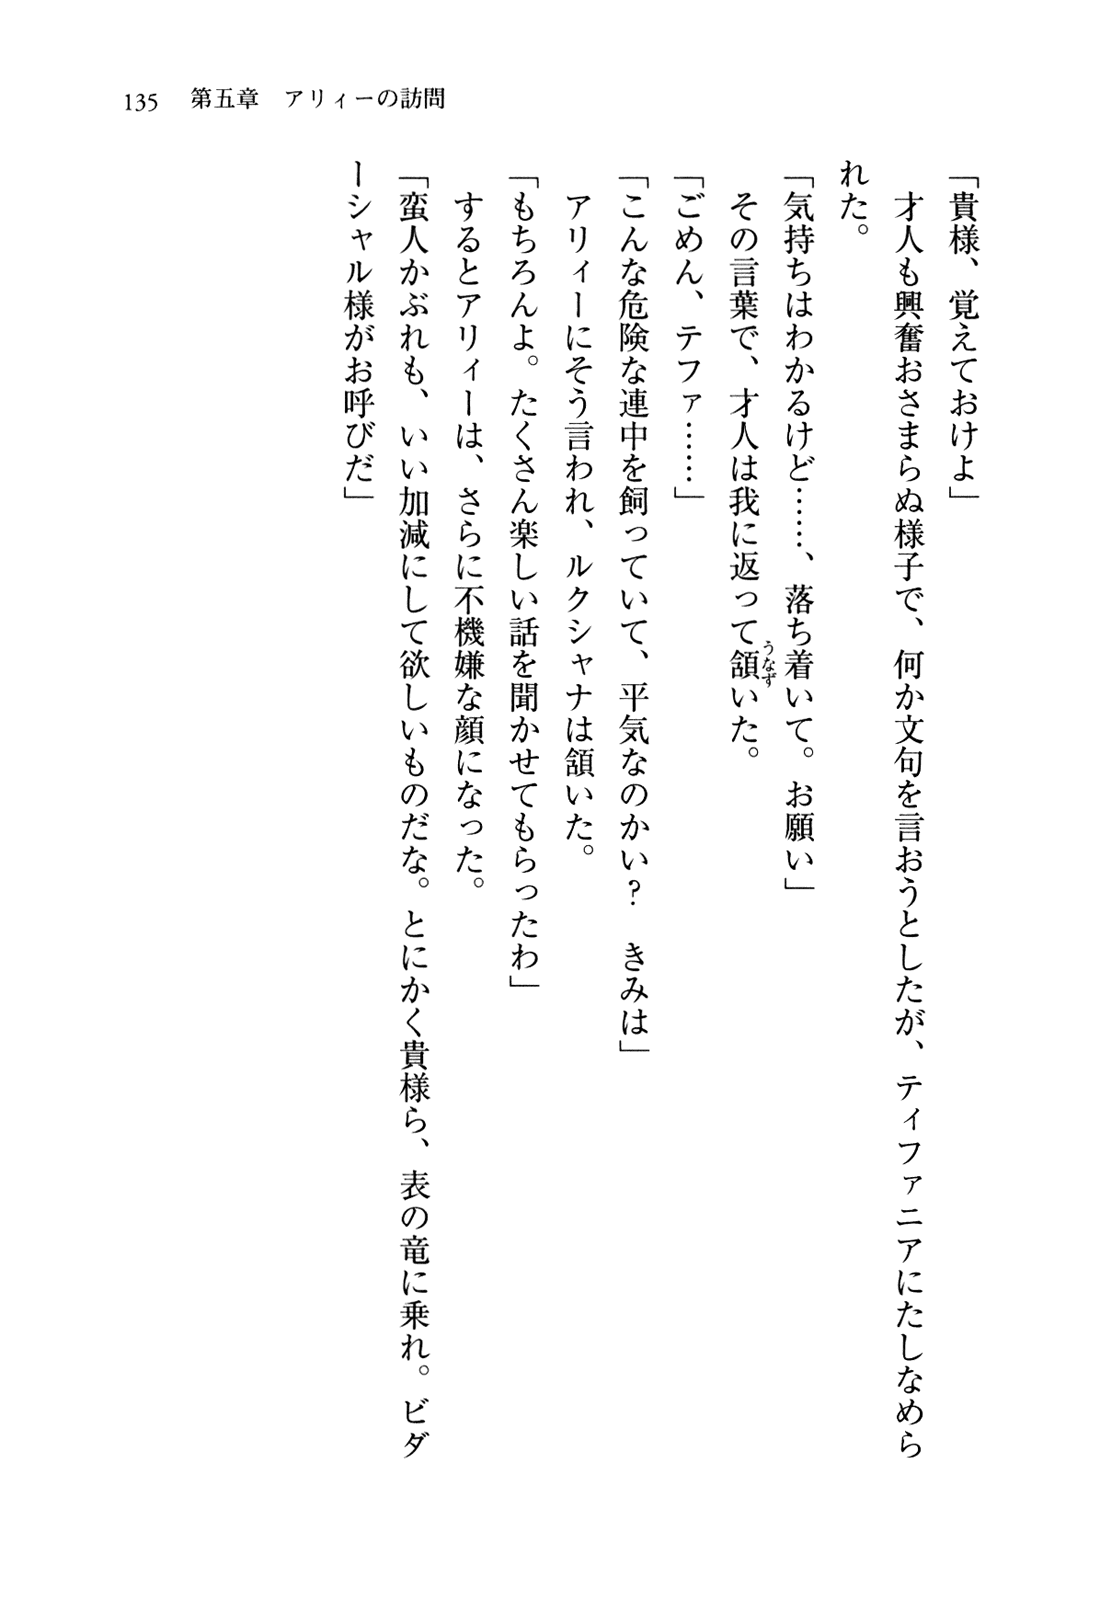 135　第五章　アリィーの訪問
「貴様、覚えておけよ」
　才人も興奮おさまらぬ様子で、何か文句を言おうとしたが、ティファニアにたしなめら
れた。
「気持ちはわかるけど……、落ち着いて。お願い」
　その言葉で、才人は我に返って頷いた。
うなず
「ごめん、テファ……」
「こんな危険な連中を飼っていて、平気なのかい？　きみは」
　アリィーにそう言われ、ルクシャナは頷いた。
「もちろんよ。たくさん楽しい話を聞かせてもらったわ」
　するとアリィーは、さらに不機嫌な顔になった。
「蛮人かぶれも、いい加減にして欲しいものだな。とにかく貴様ら、表の竜に乗れ。ビダ
ーシャル様がお呼びだ」